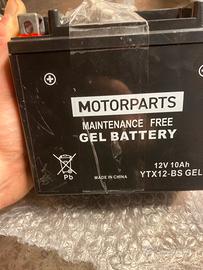 MOTORPARTS
MAINTENANCE FREE
GEL BATTERY
12V 10Ah
YTX12-BS GEL
Pb
MADE IN CHINA